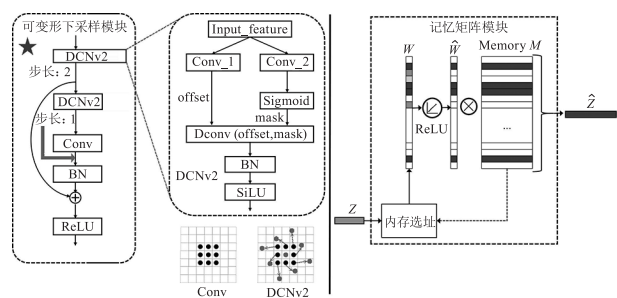 可变形下采样模块
DCNv2
步长：2
DCNv2
步长：1
Conv
BN
ReLU
Input_feature
Conv_1
Conv_2
offset
Sigmoid
mask
Dconv (offset,mask)
BN
DCNv2
SiLU
Conv
DCNv2
记忆矩阵模块
W
Ŵ
Memory M
ReLU
...
Ẑ
Z
内存选址